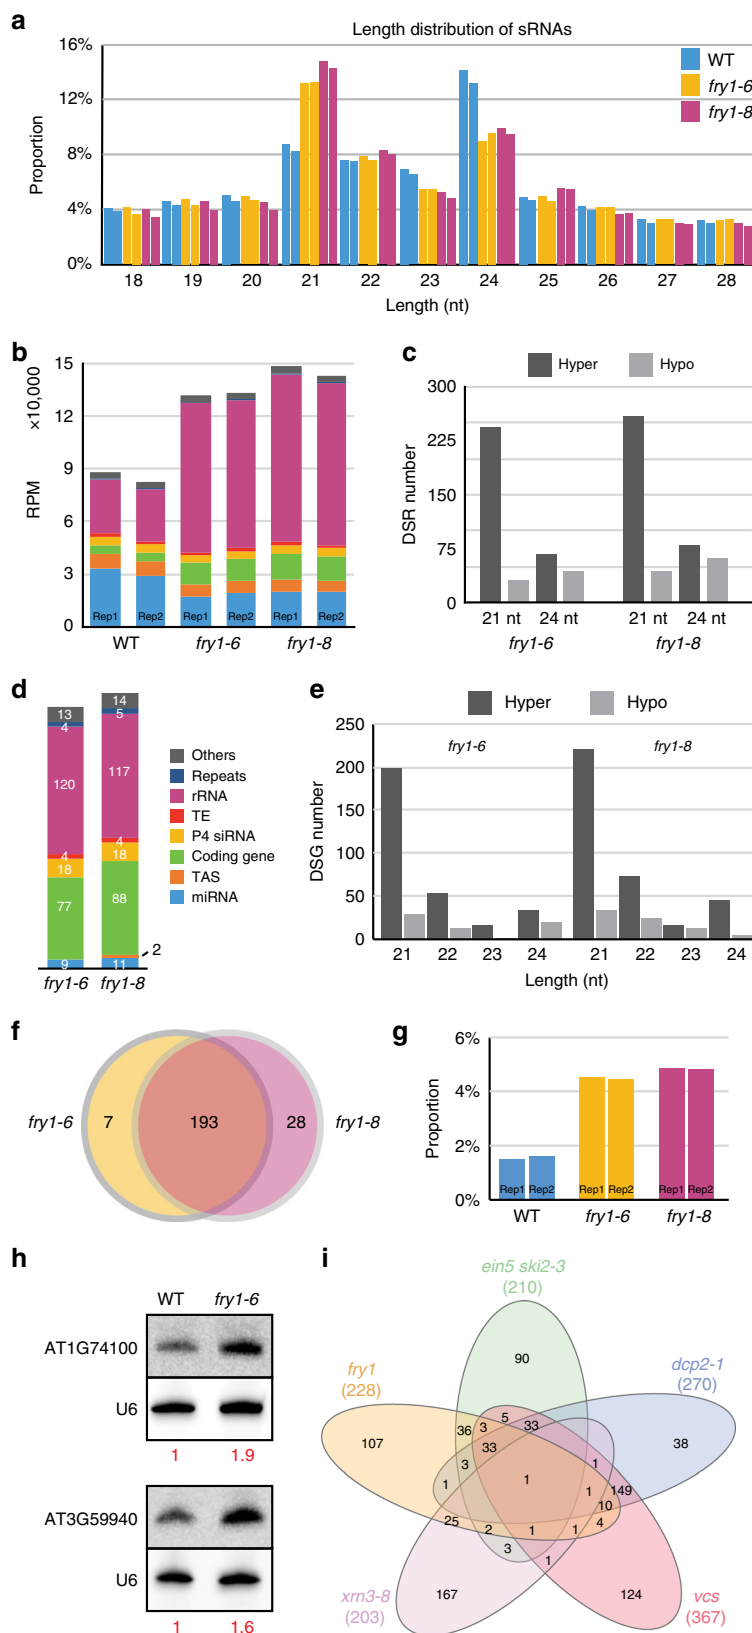 a
Length distribution of sRNAs
16%
12%
8%
4%
0%
Proportion
WT
fry1-6
fry1-8
18 19 20 21 22 23 24 25 26 27 28
Length (nt)
b
×10,000
RPM
15
12
9
6
3
0
Rep1 Rep2 Rep1 Rep2 Rep1 Rep2
WT fry1-6 fry1-8
c
Hyper Hypo
DSR number
300
225
150
75
0
21 nt 24 nt 21 nt 24 nt
fry1-6 fry1-8
d
13
4
120
4
18
77
9
14
5
117
4
18
88
11
2
fry1-6 fry1-8
Others
Repeats
rRNA
TE
P4 siRNA
Coding gene
TAS
miRNA
e
Hyper Hypo
fry1-6 fry1-8
DSG number
250
200
150
100
50
0
21 22 23 24 21 22 23 24
Length (nt)
f
fry1-6 7 193 28 fry1-8
g
Proportion
6%
4%
2%
0%
Rep1 Rep2 Rep1 Rep2 Rep1 Rep2
WT fry1-6 fry1-8
h
WT fry1-6
AT1G74100
U6
1 1.9
AT3G59940
U6
1 1.6
i
ein5 ski2-3
(210)
dcp2-1
(270)
fry1
(228)
xrn3-8
(203)
vcs
(367)
90
5
36 3 33
107 38
33
3 1
1 1
1 149
10
25 2 1 1 4
3 1
167 124